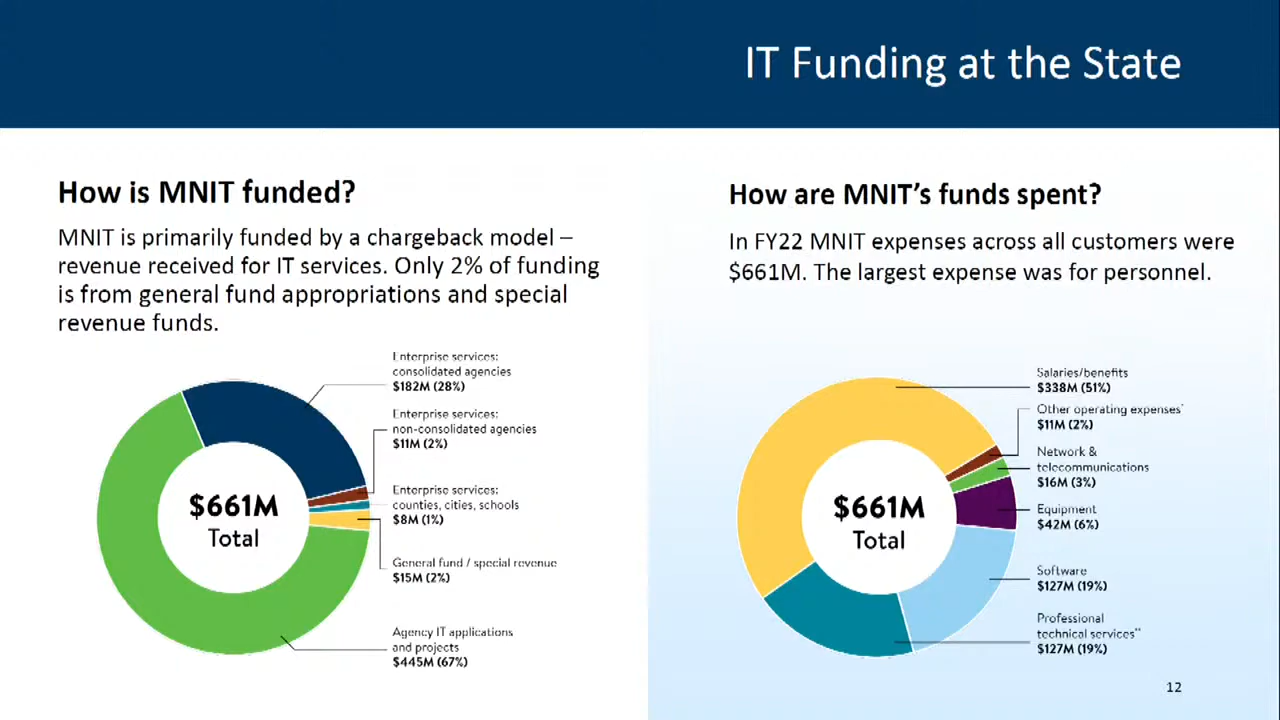 IT Funding at the State
How is MNIT funded?
MNIT is primarily funded by a chargeback model –
revenue received for IT services. Only 2% of funding
is from general fund appropriations and special
revenue funds.
$661M
Total
Enterprise services:
consolidated agencies
$182M (28%)
Enterprise services:
non-consolidated agencies
$11M (2%)
Enterprise services:
counties, cities, schools
$8M (1%)
General fund / special revenue
$15M (2%)
Agency IT applications
and projects
$445M (67%)
How are MNIT’s funds spent?
In FY22 MNIT expenses across all customers were
$661M. The largest expense was for personnel.
$661M
Total
Salaries/benefits
$338M (51%)
Other operating expenses*
$11M (2%)
Network &
telecommunications
$16M (3%)
Equipment
$42M (6%)
Software
$127M (19%)
Professional
technical services**
$127M (19%)
12